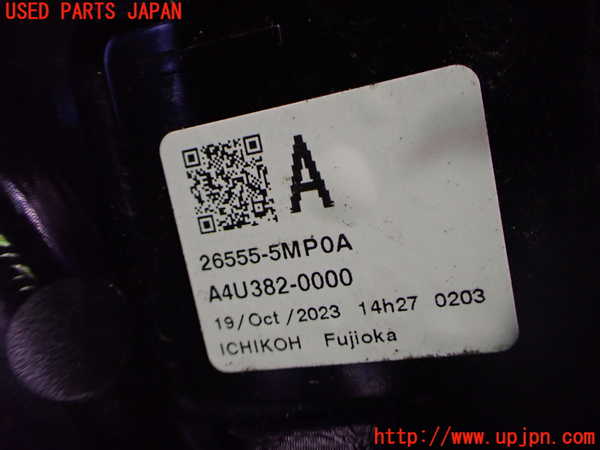 USED PARTS JAPAN
A
26555-5MP0A
A4U382-0000
19/Oct/2023 14h27 0203
ICHIKOH Fujioka
http://www.upjpn.com/